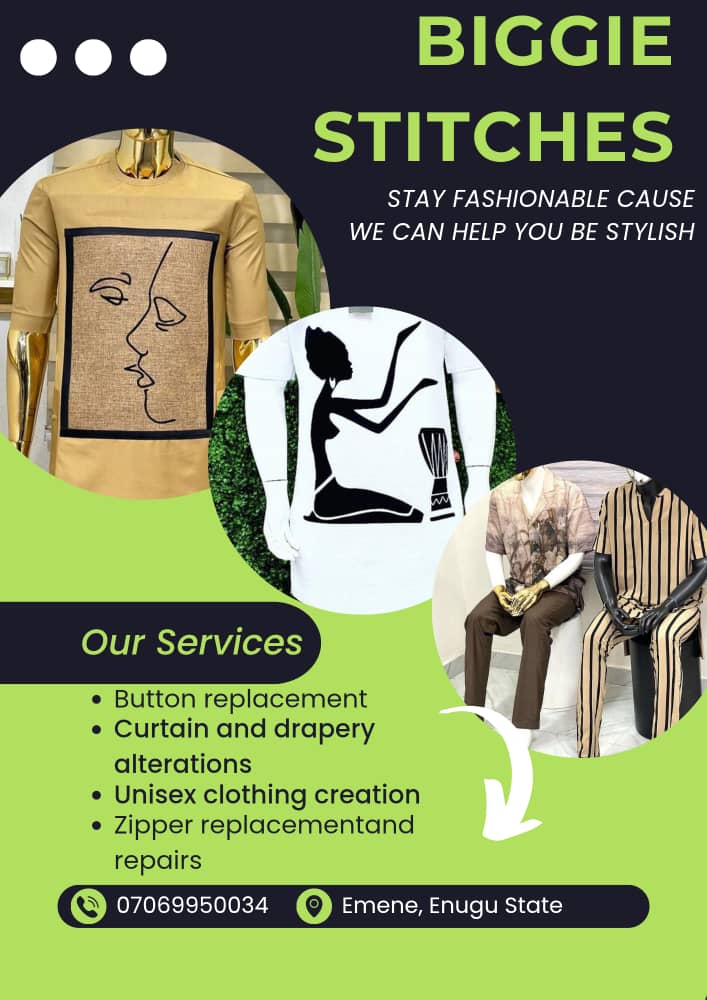 BIGGIE
STITCHES
STAY FASHIONABLE CAUSE
WE CAN HELP YOU BE STYLISH
Our Services
• Button replacement
• Curtain and drapery
alterations
• Unisex clothing creation
• Zipper replacementand
repairs
07069950034
Emene, Enugu State